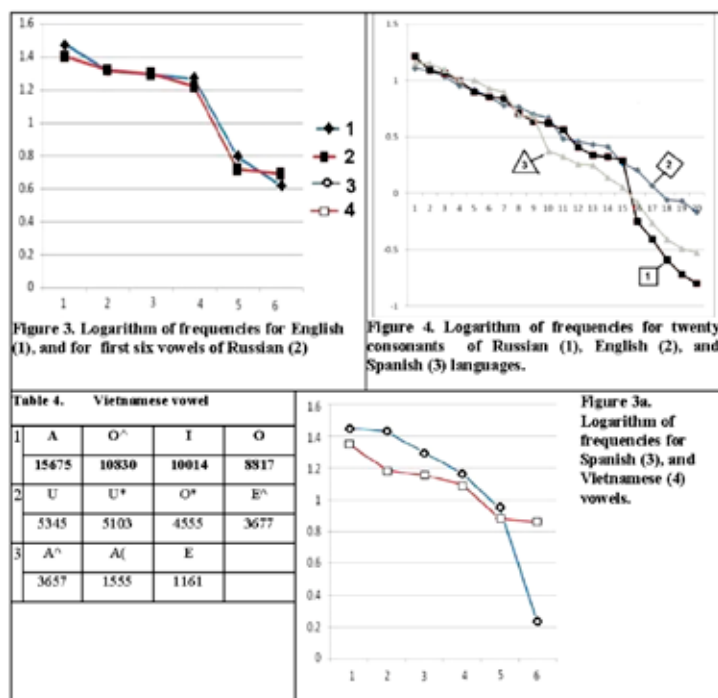 1.6
1.4
1.2
1
0.8
0.6
0.4
0.2
0
1 2 3 4 5 6
1
2
3
4
Figure 3. Logarithm of frequencies for English
(1), and for first six vowels of Russian (2)
1.5
1
0.5
0
-0.5
-1
1 2 3 4 5 6 7 8 9 10 11 12 13 14 15 16 17 18 19 20
3
2
1
Figure 4. Logarithm of frequencies for twenty
consonants of Russian (1), English (2), and
Spanish (3) languages.
Table 4. Vietnamese vowel
1 A O^ I O
15675 10830 10014 8817
2 U U* O* E^
5345 5103 4555 3677
3 A^ A( E
3657 1555 1161
1.6
1.4
1.2
1
0.8
0.6
0.4
0.2
0
1 2 3 4 5 6
Figure 3a.
Logarithm of
frequencies for
Spanish (3), and
Vietnamese (4)
vowels.